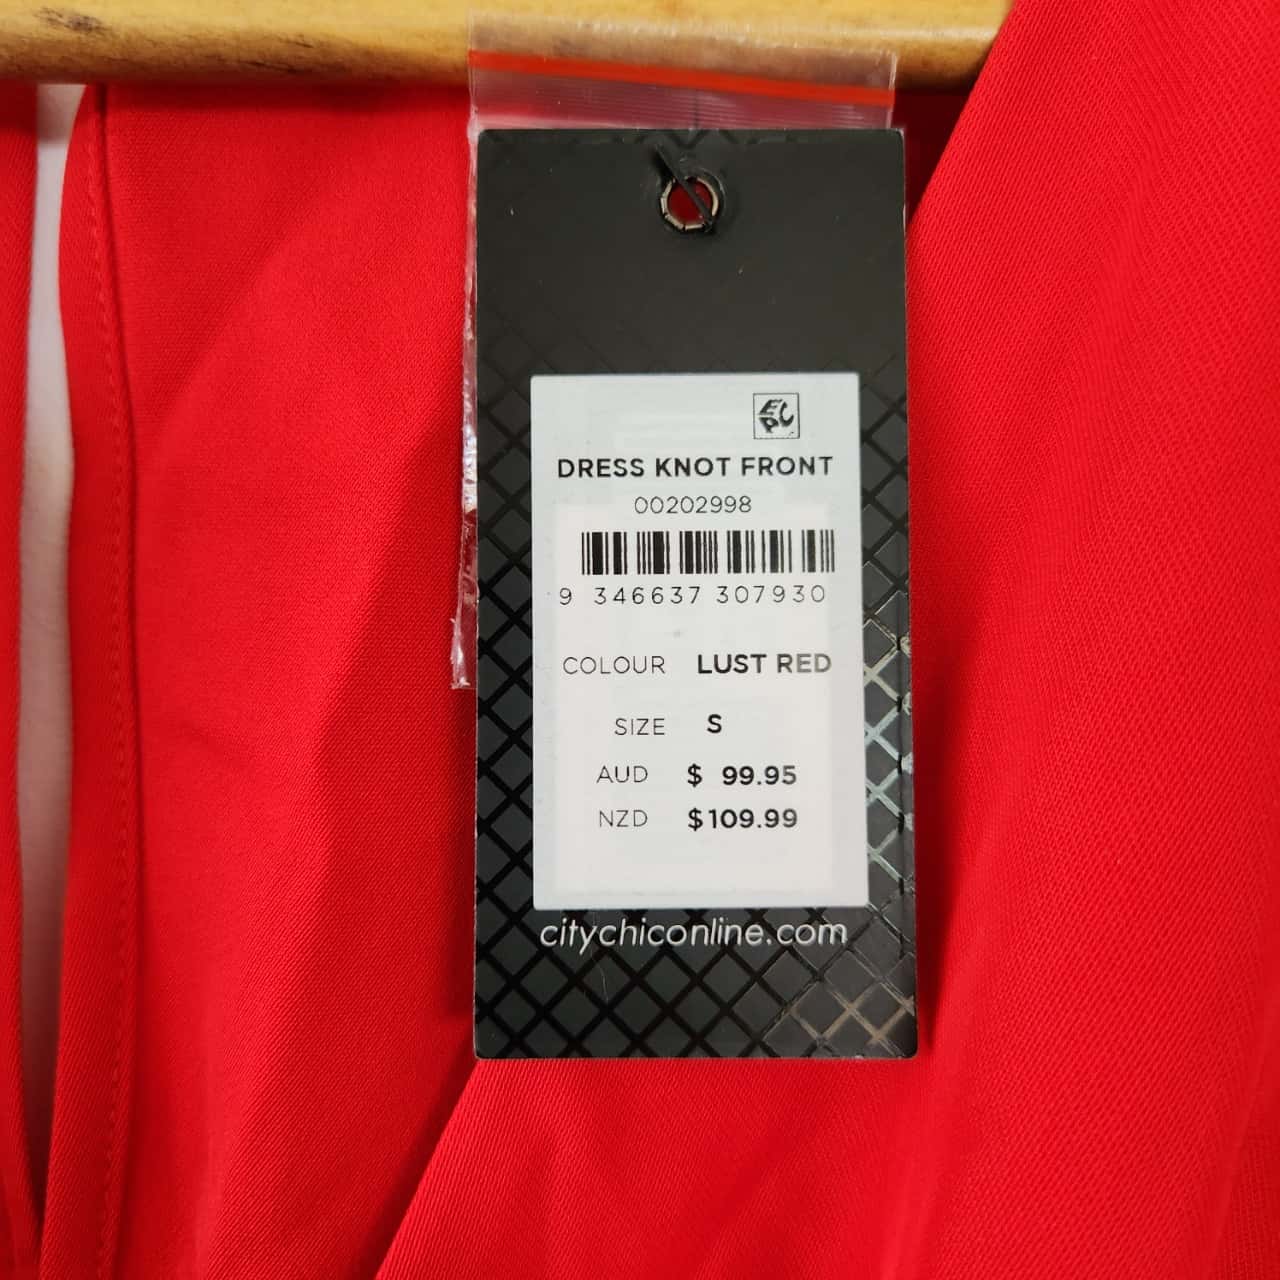 EPC
DRESS KNOT FRONT
00202998
9 346637 307930
COLOUR LUST RED
SIZE S
AUD $ 99.95
NZD $109.99
citychiconline.com